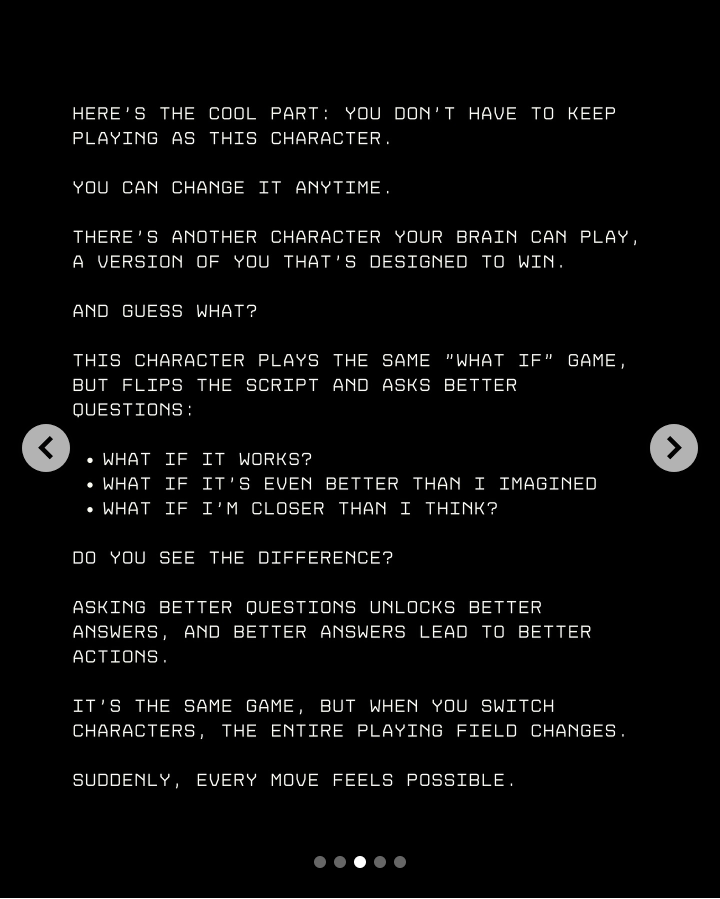 HERE'S THE COOL PART: YOU DON'T HAVE TO KEEP
PLAYING AS THIS CHARACTER.
YOU CAN CHANGE IT ANYTIME.
THERE'S ANOTHER CHARACTER YOUR BRAIN CAN PLAY,
A VERSION OF YOU THAT'S DESIGNED TO WIN.
AND GUESS WHAT?
THIS CHARACTER PLAYS THE SAME "WHAT IF" GAME,
BUT FLIPS THE SCRIPT AND ASKS BETTER
QUESTIONS:
• WHAT IF IT WORKS?
• WHAT IF IT'S EVEN BETTER THAN I IMAGINED
• WHAT IF I'M CLOSER THAN I THINK?
DO YOU SEE THE DIFFERENCE?
ASKING BETTER QUESTIONS UNLOCKS BETTER
ANSWERS, AND BETTER ANSWERS LEAD TO BETTER
ACTIONS.
IT'S THE SAME GAME, BUT WHEN YOU SWITCH
CHARACTERS, THE ENTIRE PLAYING FIELD CHANGES.
SUDDENLY, EVERY MOVE FEELS POSSIBLE.